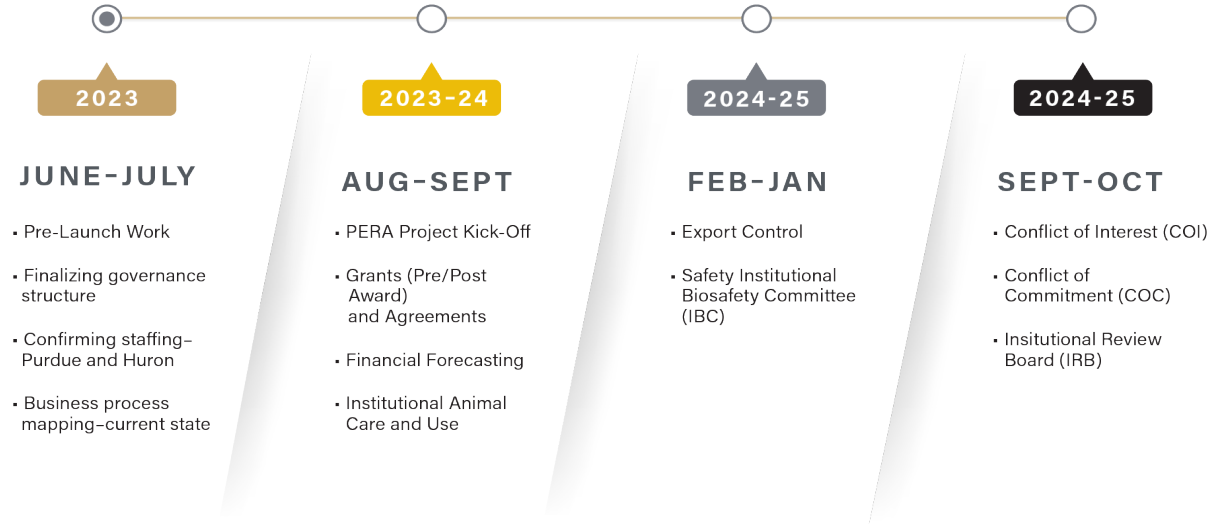 2023
JUNE–JULY
▪ Pre-Launch Work
▪ Finalizing governance
structure
▪ Confirming staffing–
Purdue and Huron
▪ Business process
mapping–current state
2023-24
AUG–SEPT
▪ PERA Project Kick-Off
▪ Grants (Pre/Post
Award)
and Agreements
▪ Financial Forecasting
▪ Institutional Animal
Care and Use
2024-25
FEB–JAN
▪ Export Control
▪ Safety Institutional
Biosafety Committee
(IBC)
2024-25
SEPT-OCT
▪ Conflict of Interest (COI)
▪ Conflict of
Commitment (COC)
▪ Insitutional Review
Board (IRB)